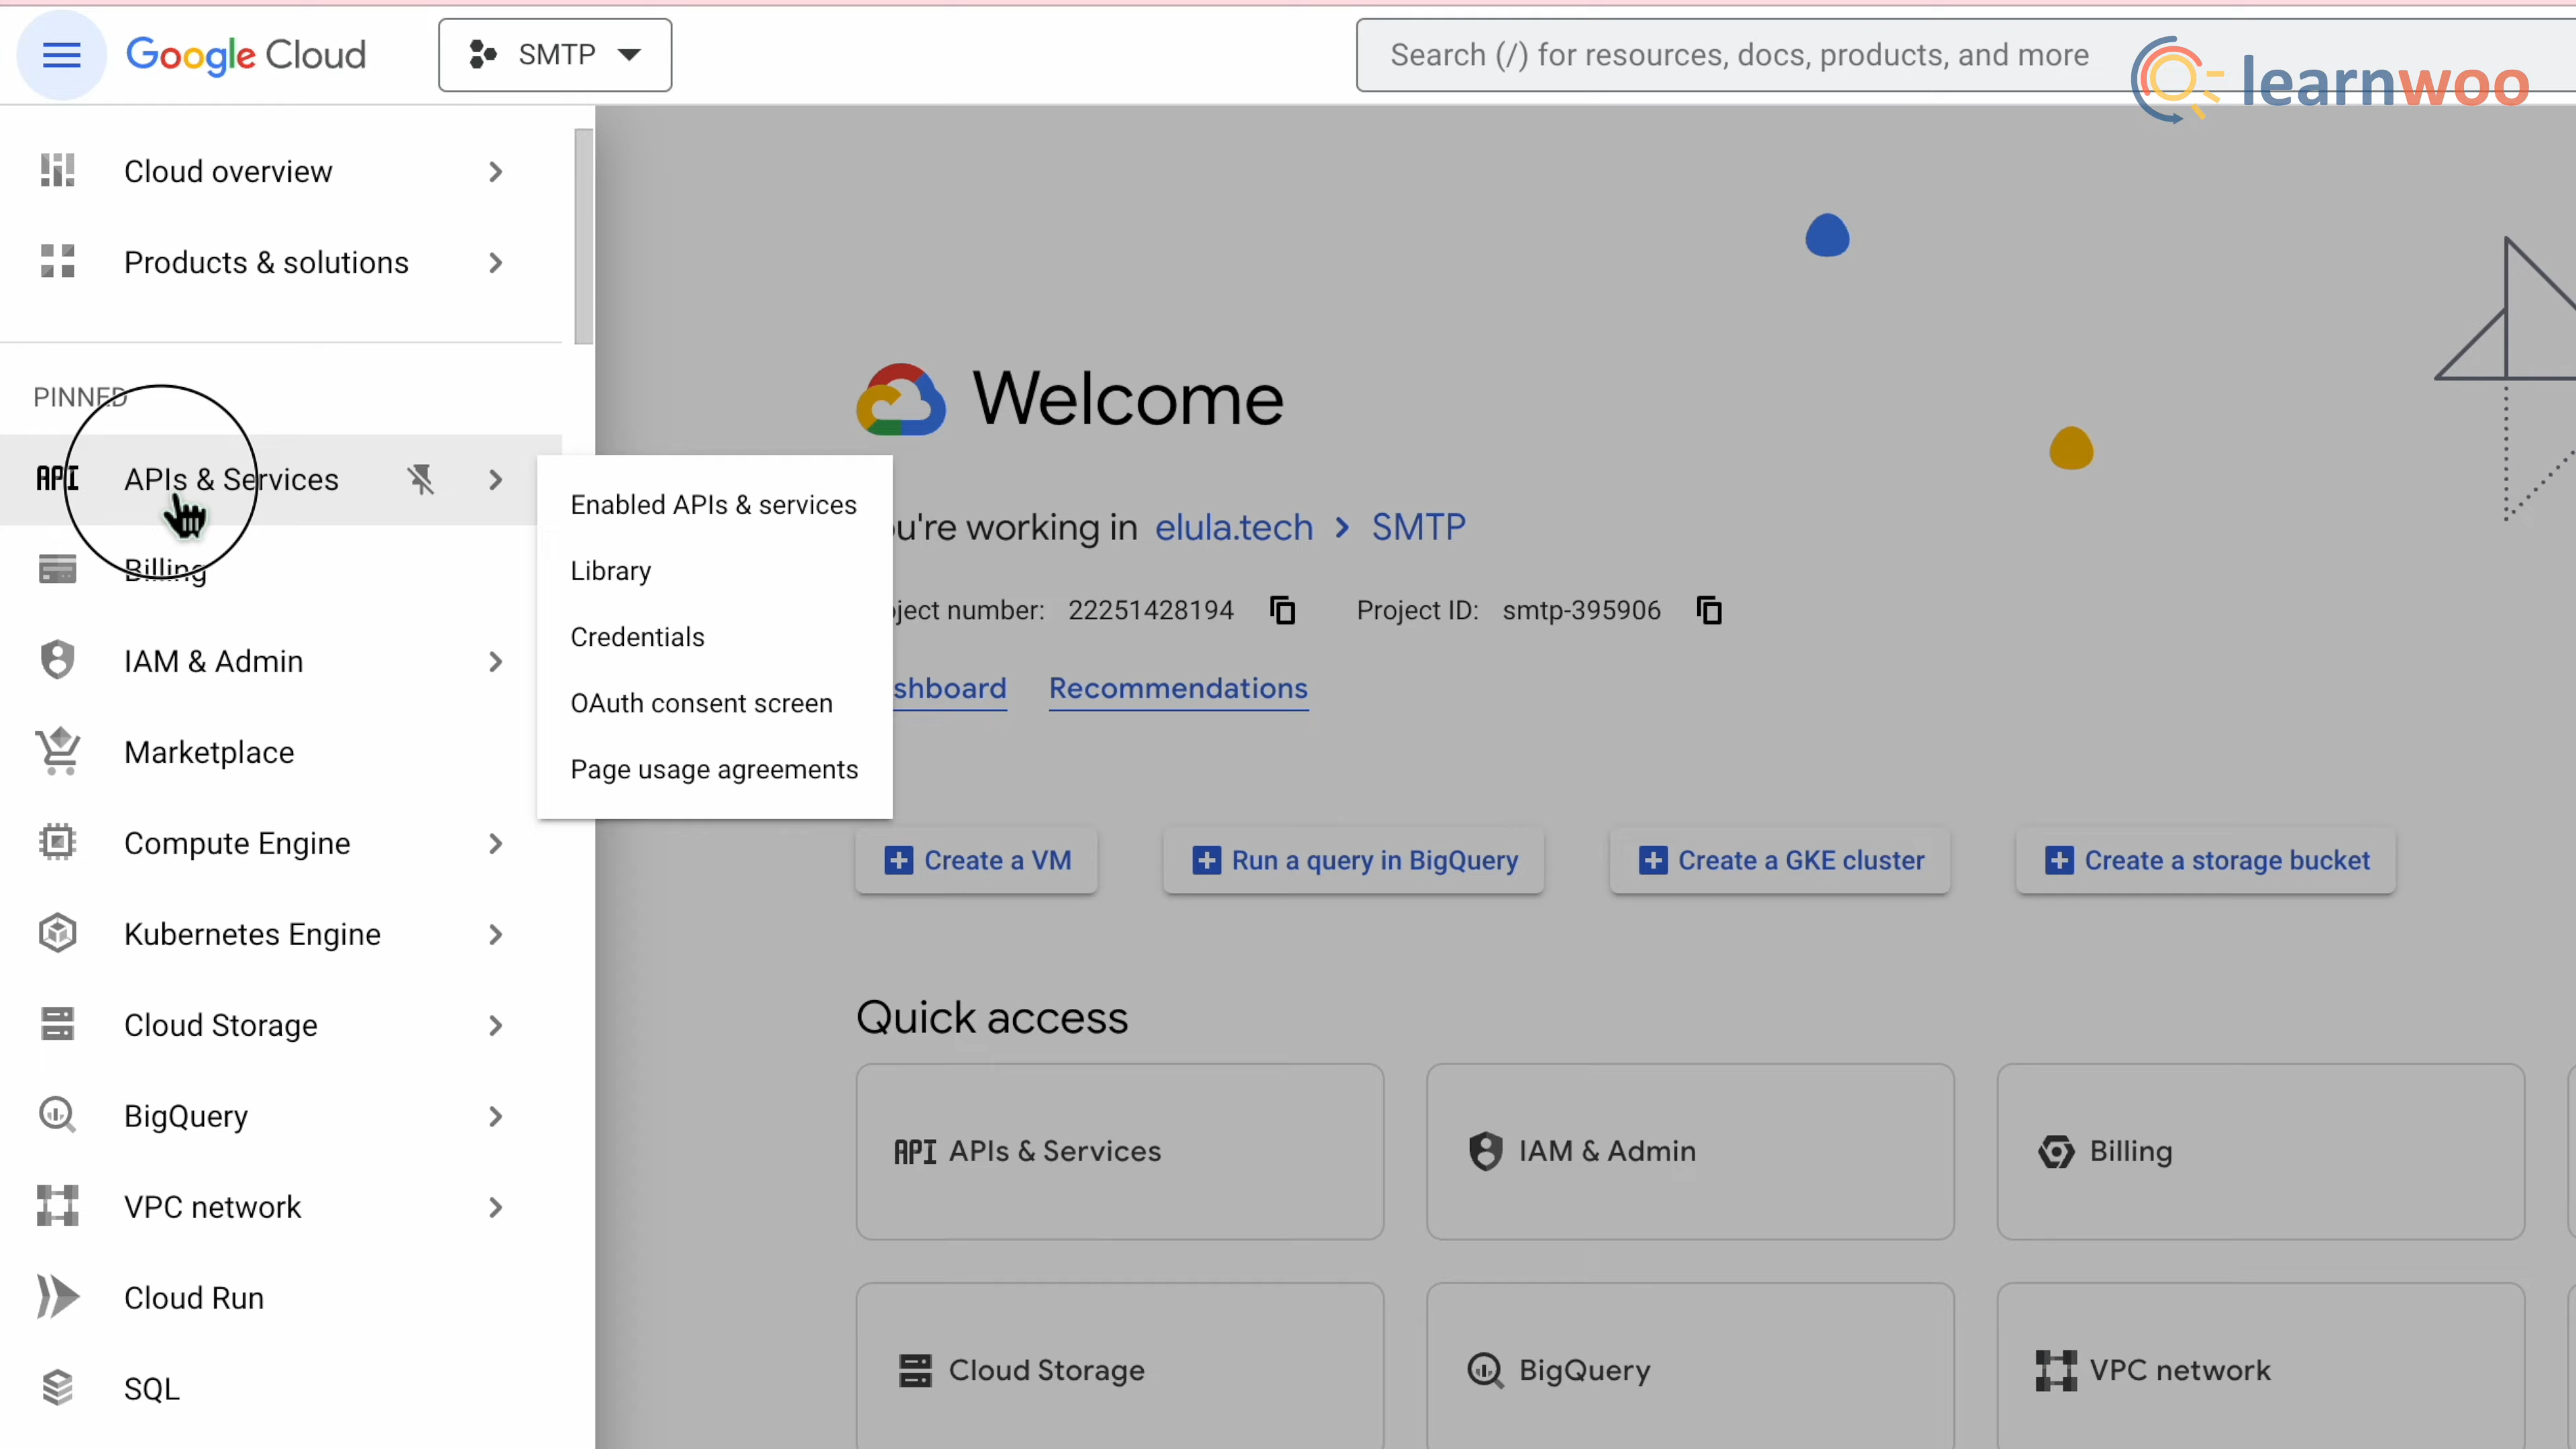 Google Cloud
SMTP
Search (/) for resources, docs, products, and more
learnwoo
Cloud overview
Products & solutions
PINNED
API APIs & Services
Billing
IAM & Admin
Marketplace
Compute Engine
Kubernetes Engine
Cloud Storage
BigQuery
VPC network
Cloud Run
SQL
Enabled APIs & services
Library
Credentials
OAuth consent screen
Page usage agreements
Welcome
u're working in elula.tech > SMTP
ject number: 22251428194 Project ID: smtp-395906
shboard Recommendations
Create a VM
Run a query in BigQuery
Create a GKE cluster
Create a storage bucket
Quick access
API APIs & Services
IAM & Admin
Billing
Cloud Storage
BigQuery
VPC network